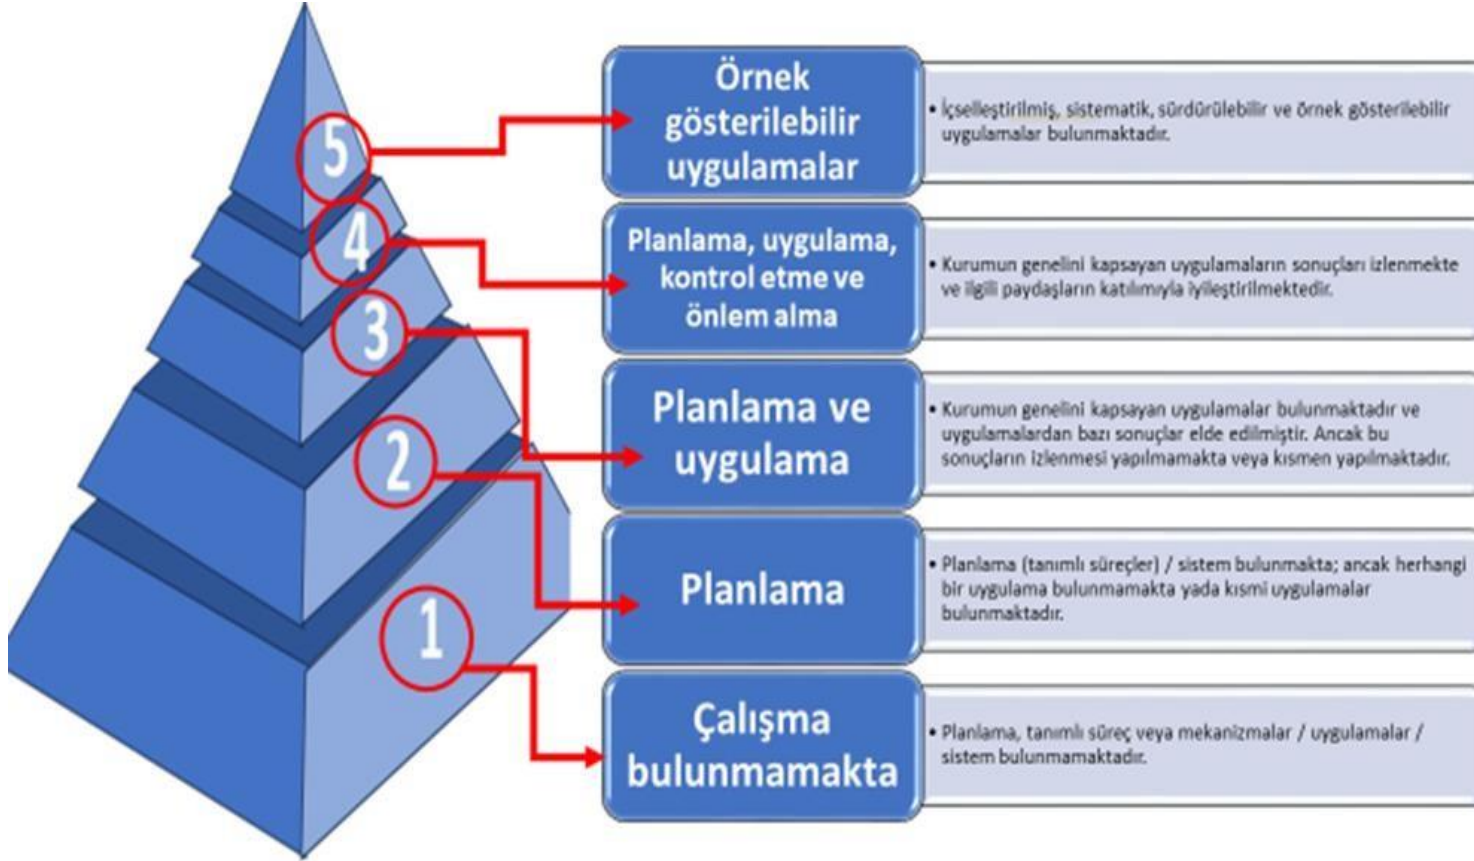 5
Örnek
gösterilebilir
uygulamalar
• İçselleştirilmiş, sistematik, sürdürülebilir ve örnek gösterilebilir
uygulamalar bulunmaktadır.
4
Planlama, uygulama,
kontrol etme ve
önlem alma
• Kurumun genelini kapsayan uygulamaların sonuçları izlenmekte
ve ilgili paydaşların katılımıyla iyileştirilmektedir.
3
Planlama ve
uygulama
• Kurumun genelini kapsayan uygulamalar bulunmaktadır ve
uygulamalardan bazı sonuçlar elde edilmiştir. Ancak bu
sonuçların izlenmesi yapılmamakta veya kısmen yapılmaktadır.
2
Planlama
• Planlama (tanımlı süreçler) / sistem bulunmakta; ancak herhangi
bir uygulama bulunmamakta yada kısmi uygulamalar
bulunmaktadır.
1
Çalışma
bulunmamakta
• Planlama, tanımlı süreç veya mekanizmalar / uygulamalar /
sistem bulunmamaktadır.